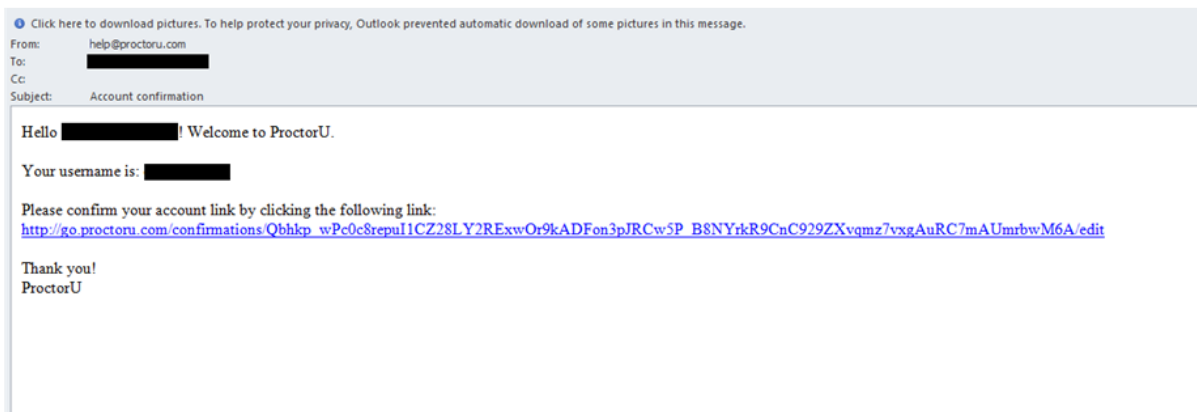 Click here to download pictures. To help protect your privacy, Outlook prevented automatic download of some pictures in this message.
From: help@proctoru.com
To:
Cc:
Subject: Account confirmation
Hello ! Welcome to ProctorU.
Your username is:
Please confirm your account link by clicking the following link:
http://go.proctoru.com/confirmations/Qbhkp_wPc0c8repuI1CZ28LY2RExwOr9kADFon3pJRCw5P_B8NYrkR9CnC929ZXvqmz7vxgAuRC7mAUmrbwM6A/edit
Thank you!
ProctorU